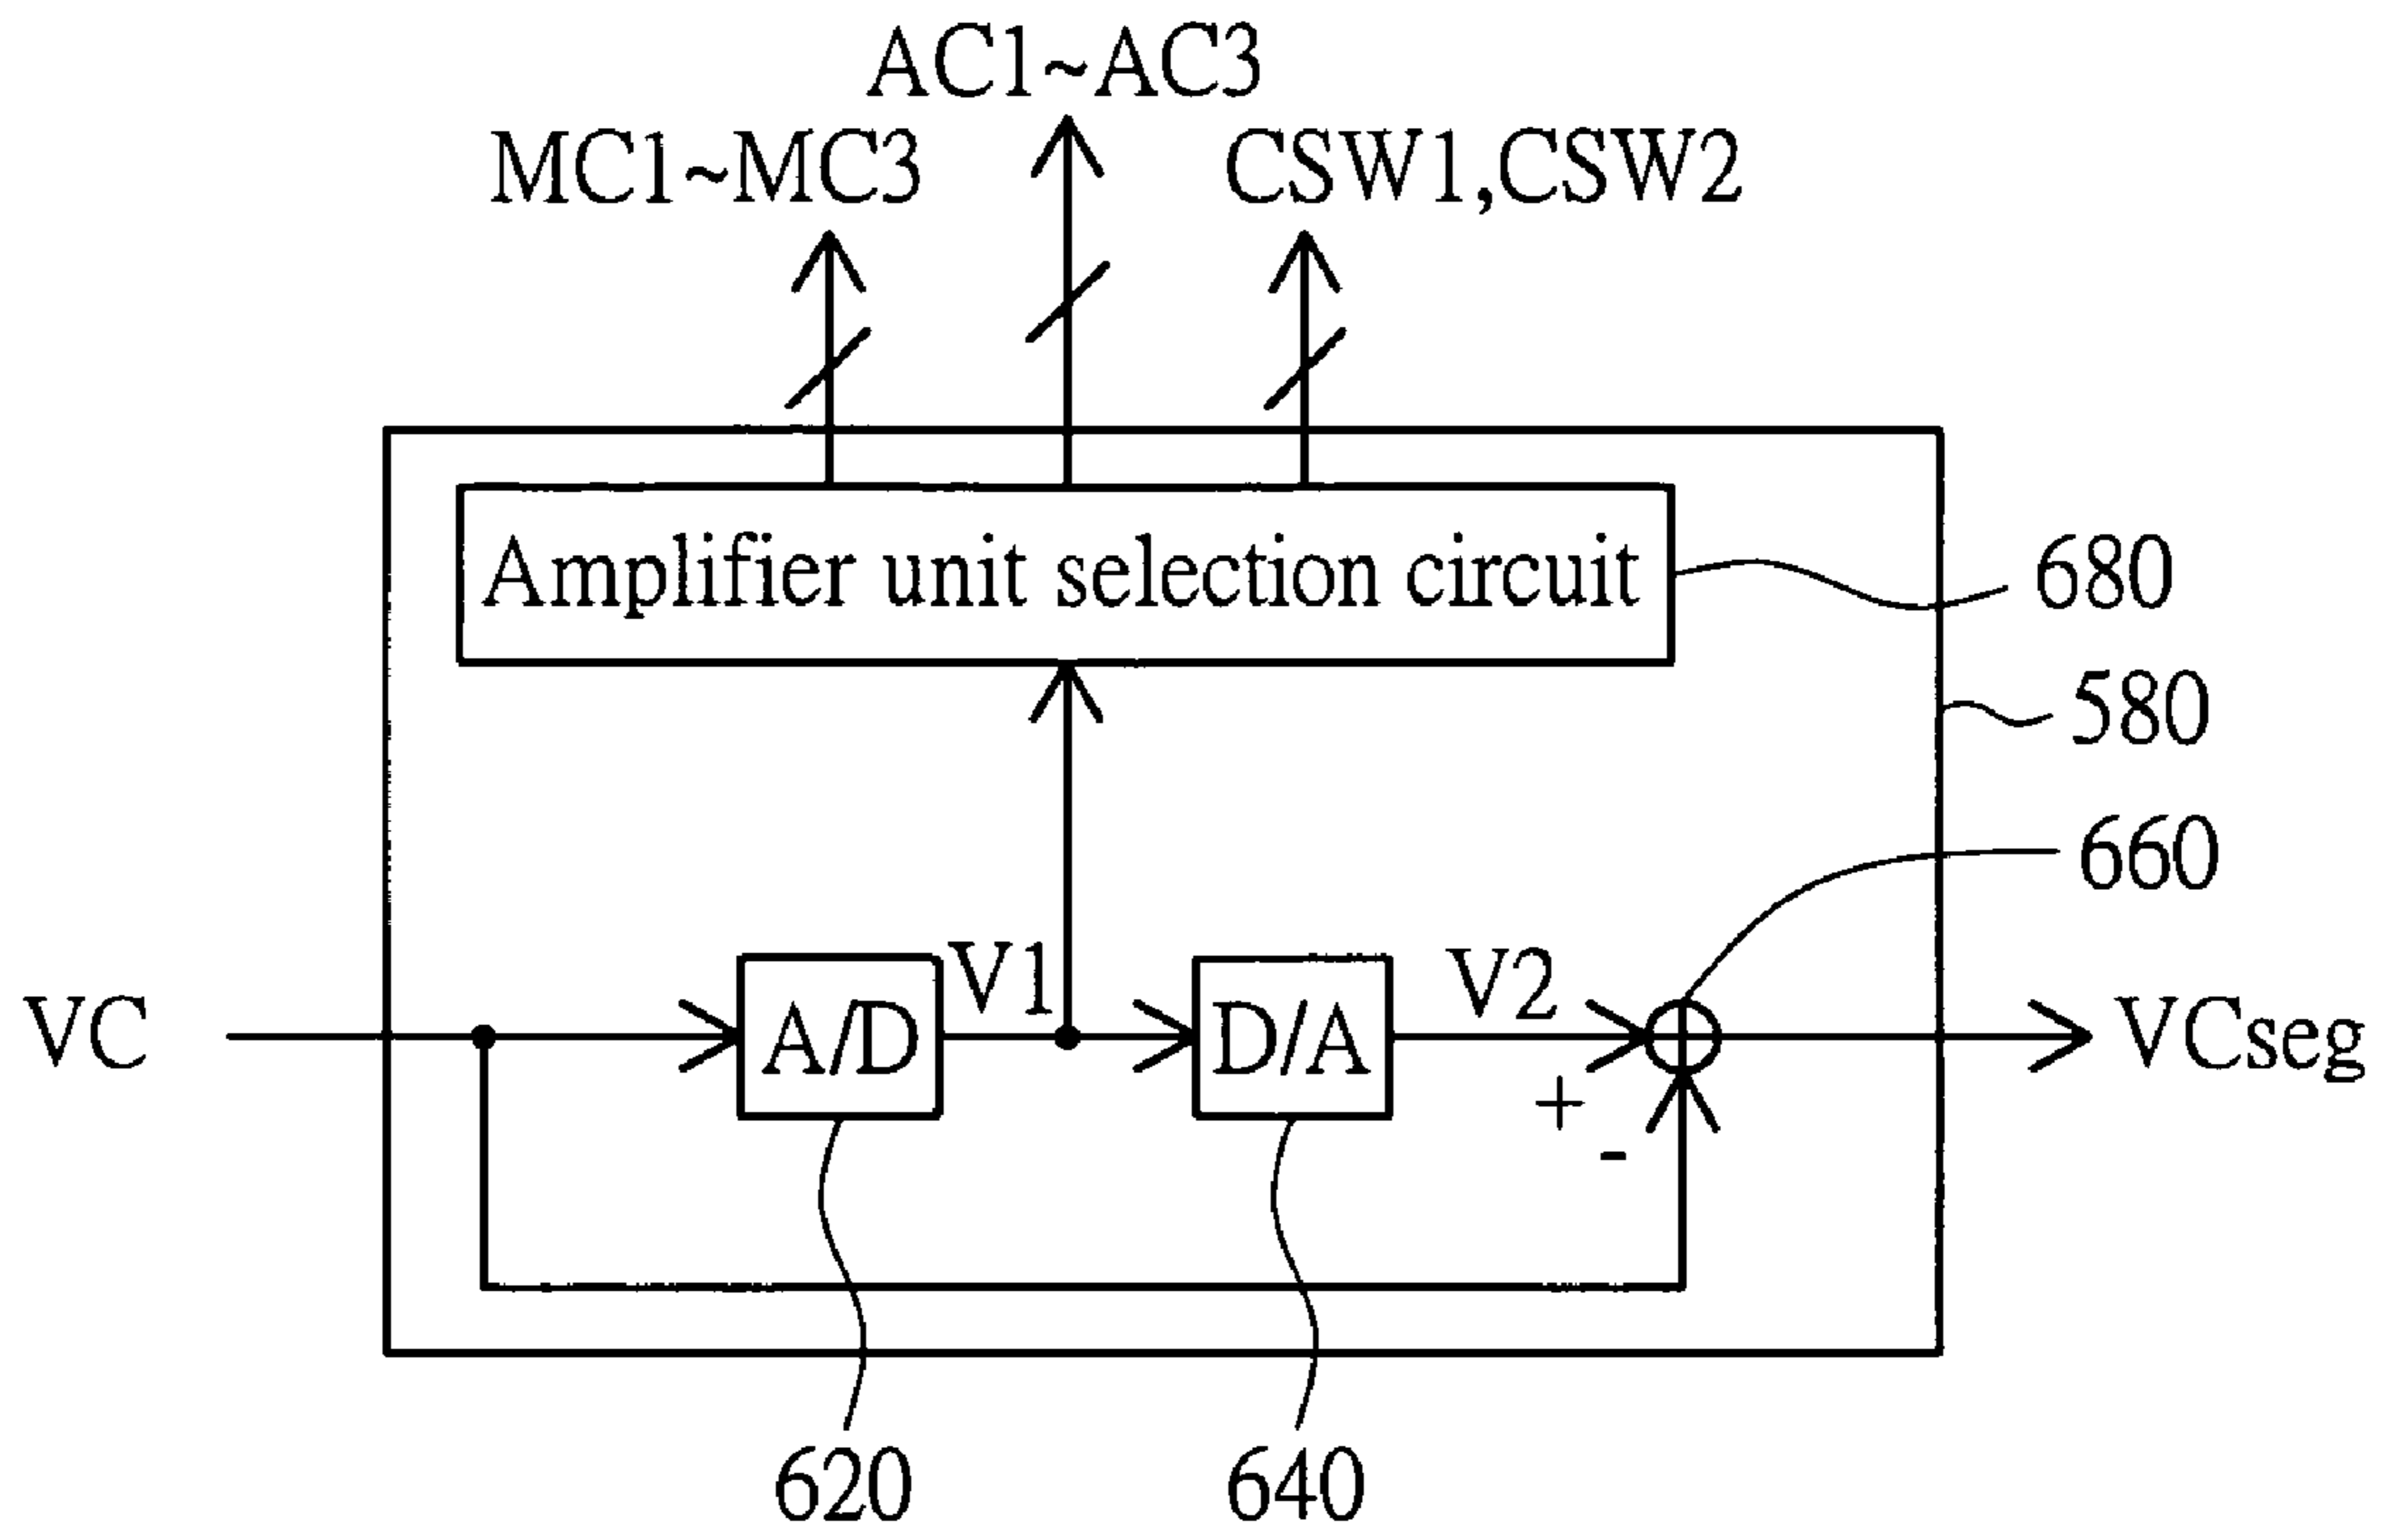 AC1~AC3
MC1~MC3
CSW1,CSW2
Amplifier unit selection circuit
680
580
660
VC
A/D
V1
D/A
V2
VCseg
+
-
620
640